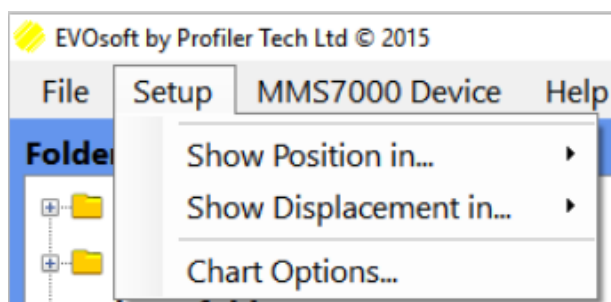 EVOsoft by Profiler Tech Ltd © 2015
File Setup MMS7000 Device Help
Show Position in...
Show Displacement in...
Chart Options...